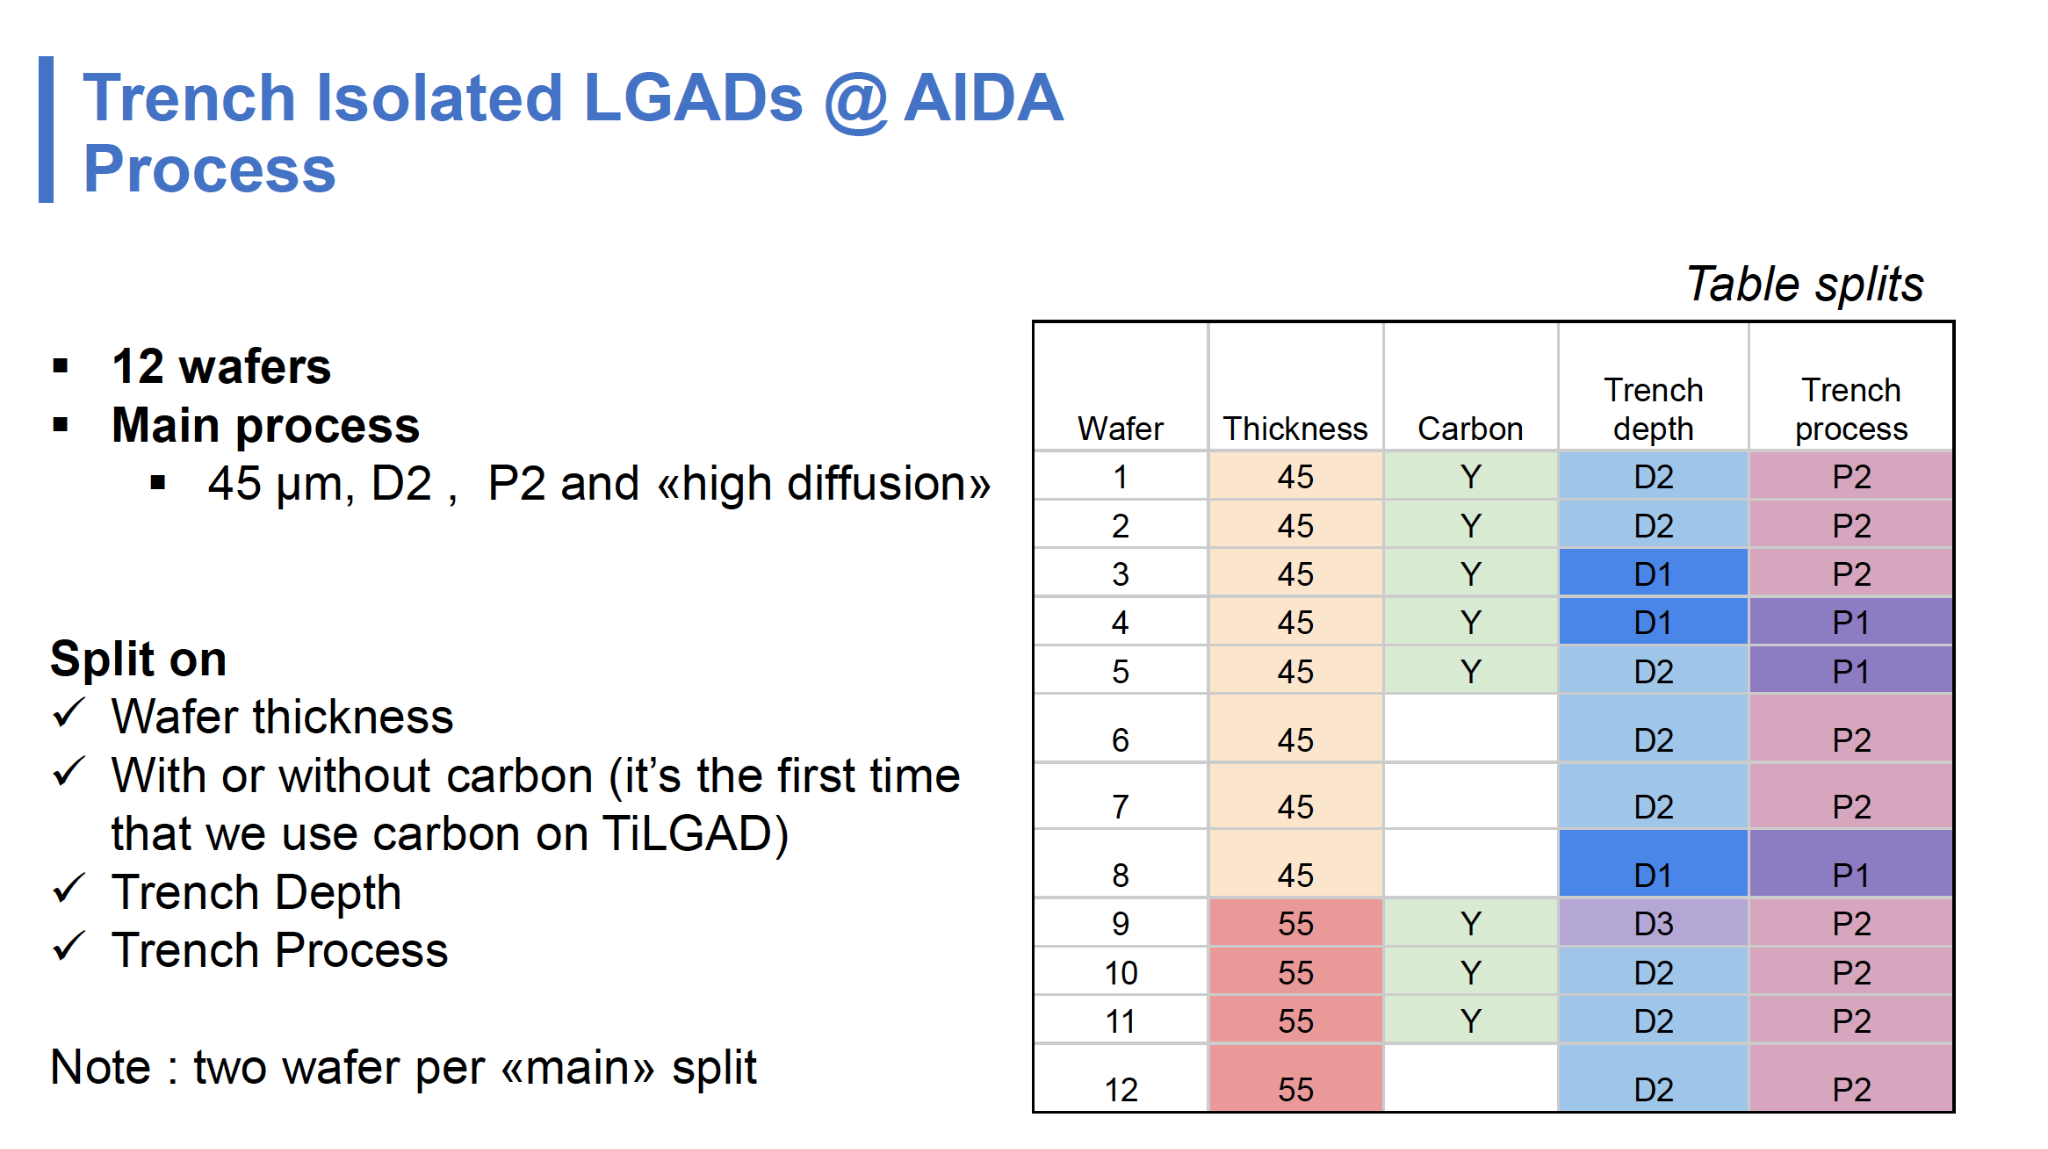 Trench Isolated LGADs @ AIDA
Process
▪ 12 wafers
▪ Main process
▪ 45 µm, D2 , P2 and «high diffusion»
Split on
✓ Wafer thickness
✓ With or without carbon (it’s the first time
that we use carbon on TiLGAD)
✓ Trench Depth
✓ Trench Process
Note : two wafer per «main» split
Table splits
Wafer Thickness Carbon Trench depth Trench process
1 45 Y D2 P2
2 45 Y D2 P2
3 45 Y D1 P2
4 45 Y D1 P1
5 45 Y D2 P1
6 45 D2 P2
7 45 D2 P2
8 45 D1 P1
9 55 Y D3 P2
10 55 Y D2 P2
11 55 Y D2 P2
12 55 D2 P2